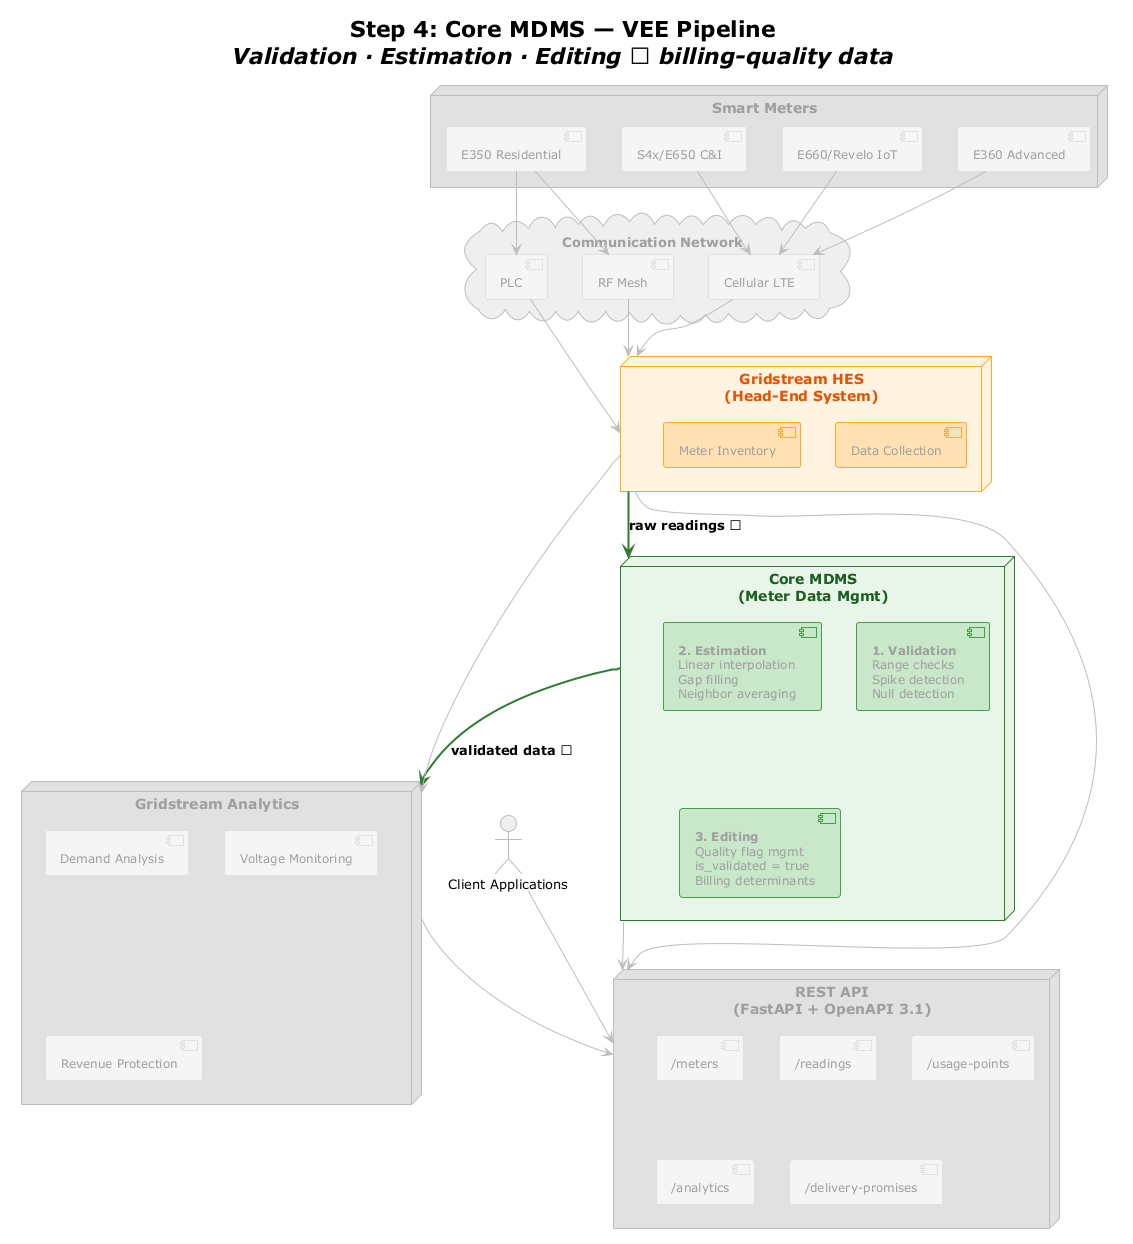 Step 4: Core MDMS — VEE Pipeline
Validation · Estimation · Editing □ billing-quality data
Smart Meters
E350 Residential
S4x/E650 C&I
E660/Revelo IoT
E360 Advanced
Communication Network
PLC
RF Mesh
Cellular LTE
Gridstream HES
(Head-End System)
Meter Inventory
Data Collection
raw readings □
Core MDMS
(Meter Data Mgmt)
2. Estimation
Linear interpolation
Gap filling
Neighbor averaging
1. Validation
Range checks
Spike detection
Null detection
validated data □
3. Editing
Quality flag mgmt
is_validated = true
Billing determinants
Gridstream Analytics
Demand Analysis
Voltage Monitoring
Revenue Protection
Client Applications
REST API
(FastAPI + OpenAPI 3.1)
/meters
/readings
/usage-points
/analytics
/delivery-promises